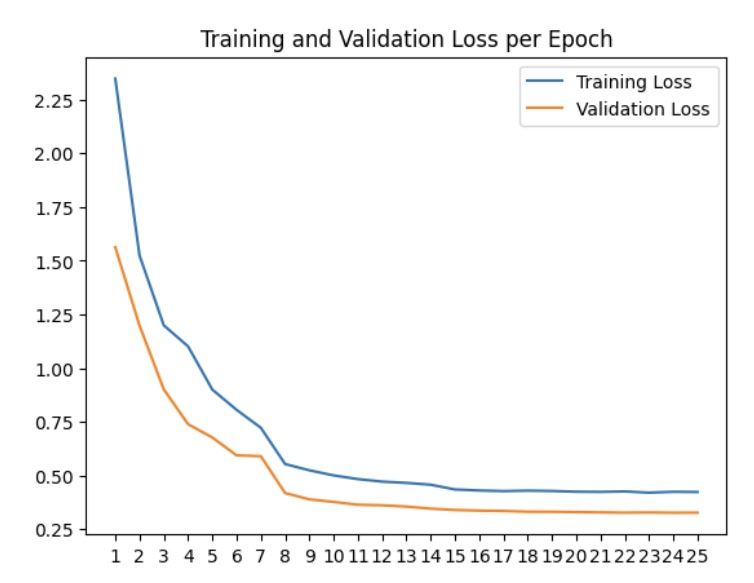 Training and Validation Loss per Epoch
Training Loss
Validation Loss
2.25
2.00
1.75
1.50
1.25
1.00
0.75
0.50
0.25
1 2 3 4 5 6 7 8 9 10 11 12 13 14 15 16 17 18 19 20 21 22 23 24 25